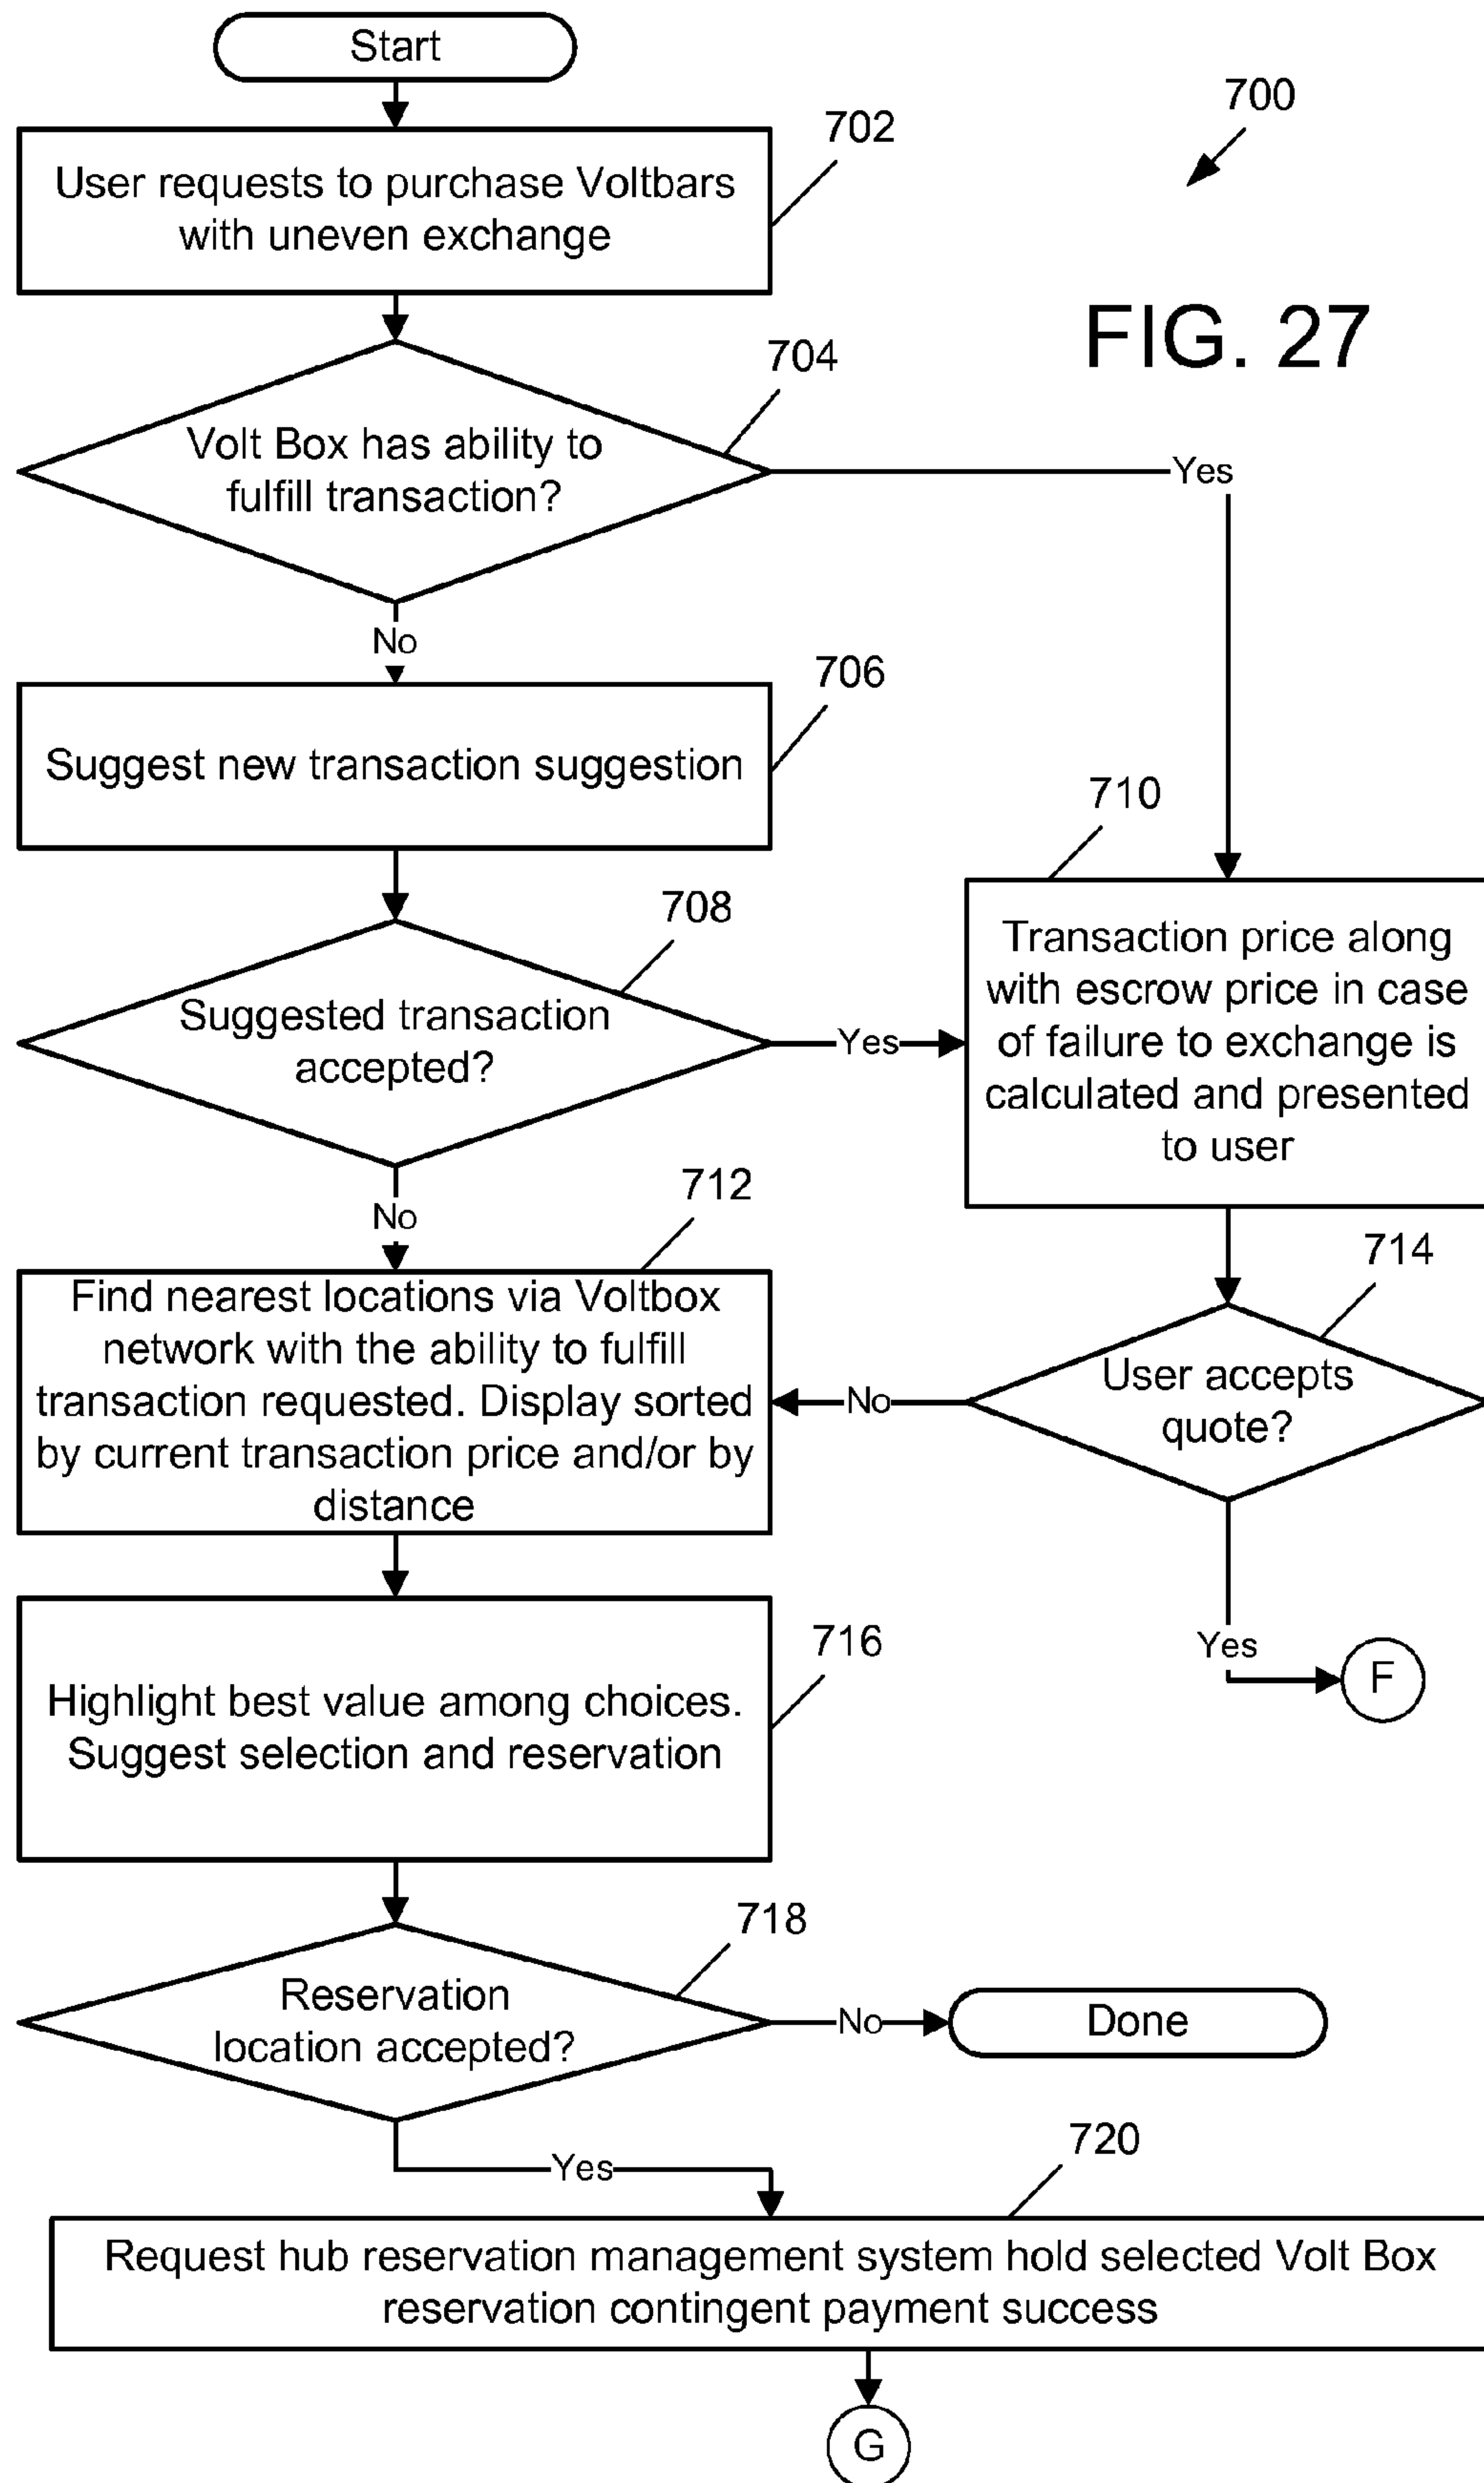 Start
700
702
User requests to purchase Voltbars
with uneven exchange
FIG. 27
704
Volt Box has ability to
fulfill transaction?
Yes
No
706
Suggest new transaction suggestion
710
708
Transaction price along
with escrow price in case
of failure to exchange is
calculated and presented
to user
Suggested transaction
accepted?
Yes
No
712
714
Find nearest locations via Voltbox
network with the ability to fulfill
transaction requested. Display sorted
by current transaction price and/or by
distance
User accepts
quote?
No
Yes
F
716
Highlight best value among choices.
Suggest selection and reservation
718
Reservation
location accepted?
No
Done
Yes
720
Request hub reservation management system hold selected Volt Box
reservation contingent payment success
G